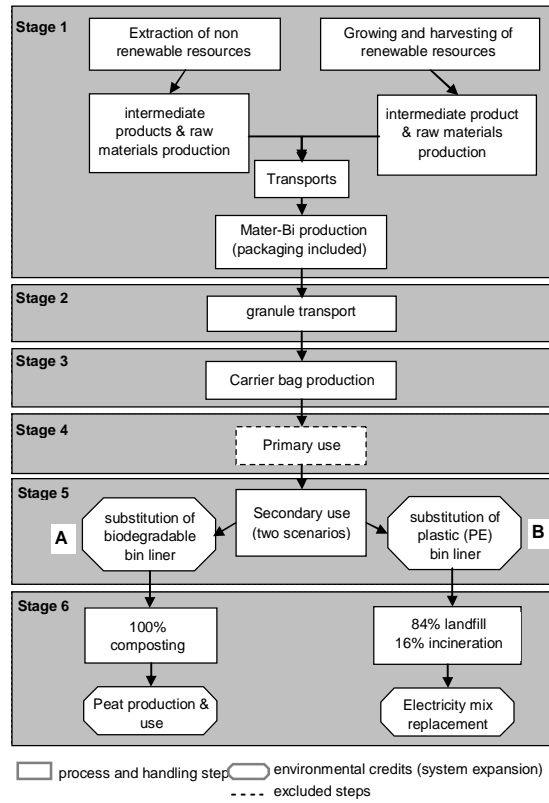 Stage 1
Extraction of non
renewable resources
Growing and harvesting of
renewable resources
intermediate
products & raw
materials production
intermediate product
& raw materials
production
Transports
Mater-Bi production
(packaging included)
Stage 2
granule transport
Stage 3
Carrier bag production
Stage 4
Primary use
Stage 5
A
substitution of
biodegradable
bin liner
Secondary use
(two scenarios)
substitution of
plastic (PE)
bin liner
B
Stage 6
100%
composting
84% landfill
16% incineration
Peat production &
use
Electricity mix
replacement
process and handling step
environmental credits (system expansion)
excluded steps